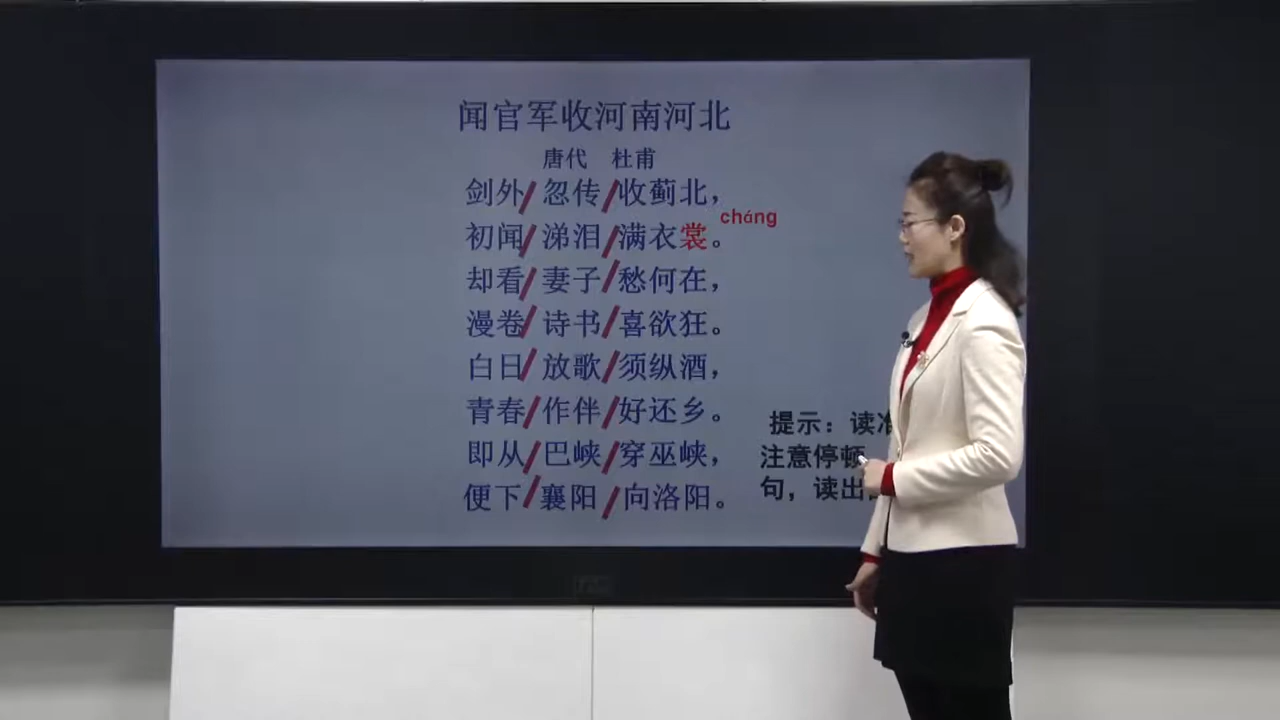 闻官军收河南河北
唐代 杜甫
剑外/忽传/收蓟北，
cháng
初闻/涕泪/满衣裳。
却看/妻子/愁何在，
漫卷/诗书/喜欲狂。
白日/放歌/须纵酒，
青春/作伴/好还乡。
即从/巴峡/穿巫峡，
便下/襄阳/向洛阳。
提示：读准
注意停顿
句，读出